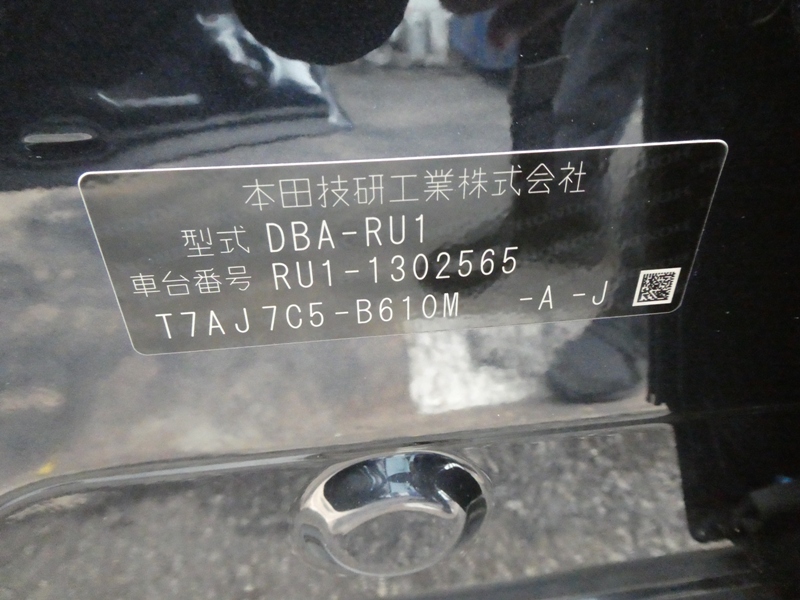 本田技研工業株式会社
型式 DBA-RU1
車台番号 RU1-1302565
T7AJ7C5-B610M -A -J